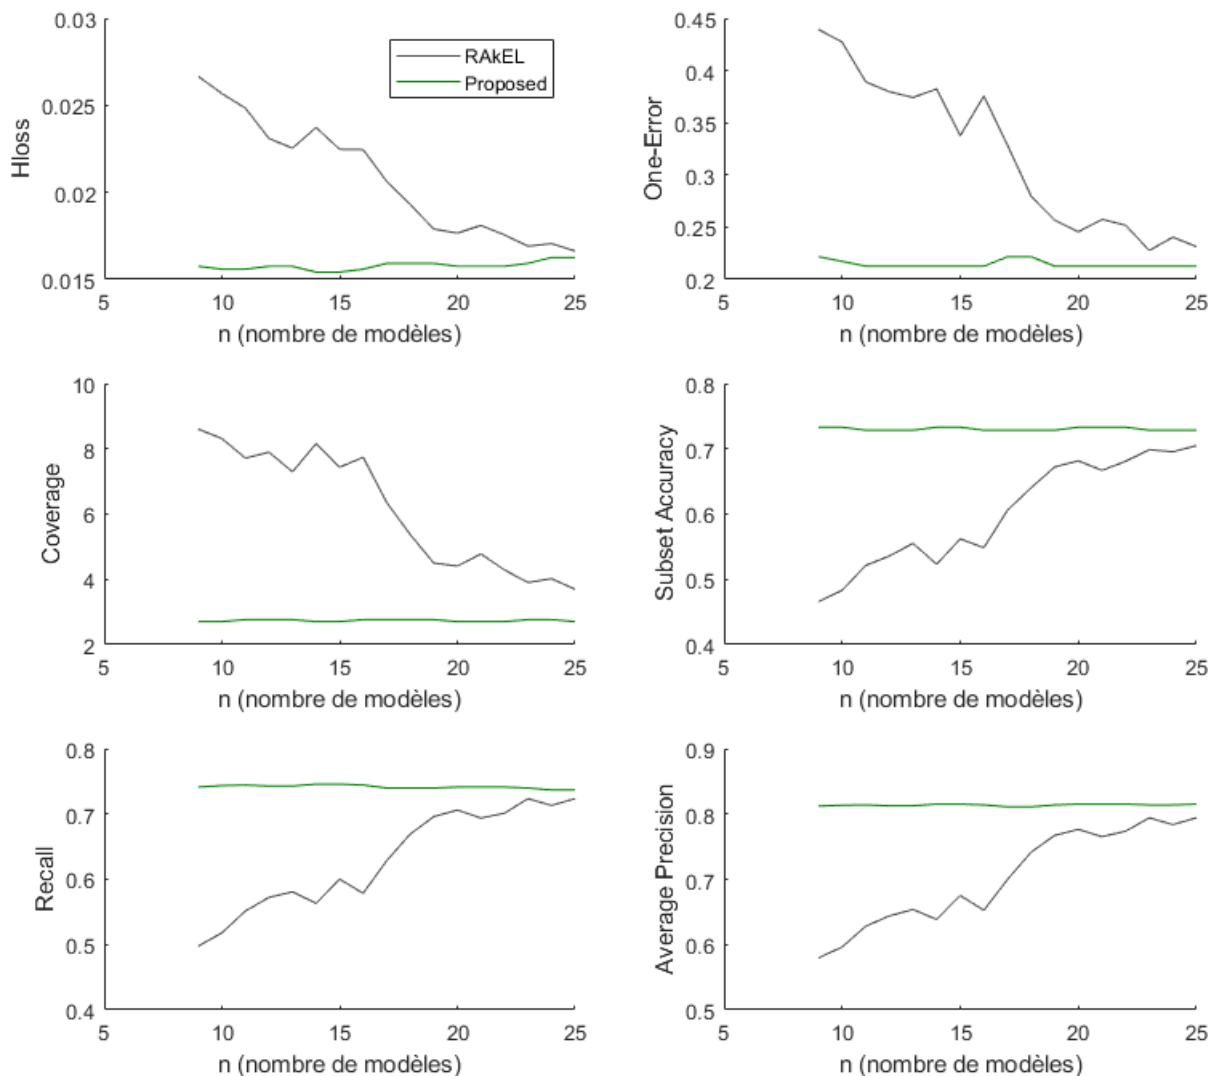 0.03
0.025
0.02
0.015
Hloss
RAkEL
Proposed
5 10 15 20 25
n (nombre de modèles)
0.45
0.4
0.35
0.3
0.25
0.2
One-Error
5 10 15 20 25
n (nombre de modèles)
10
8
6
4
2
Coverage
5 10 15 20 25
n (nombre de modèles)
0.8
0.7
0.6
0.5
0.4
Subset Accuracy
5 10 15 20 25
n (nombre de modèles)
0.8
0.7
0.6
0.5
0.4
Recall
5 10 15 20 25
n (nombre de modèles)
0.9
0.8
0.7
0.6
0.5
Average Precision
5 10 15 20 25
n (nombre de modèles)